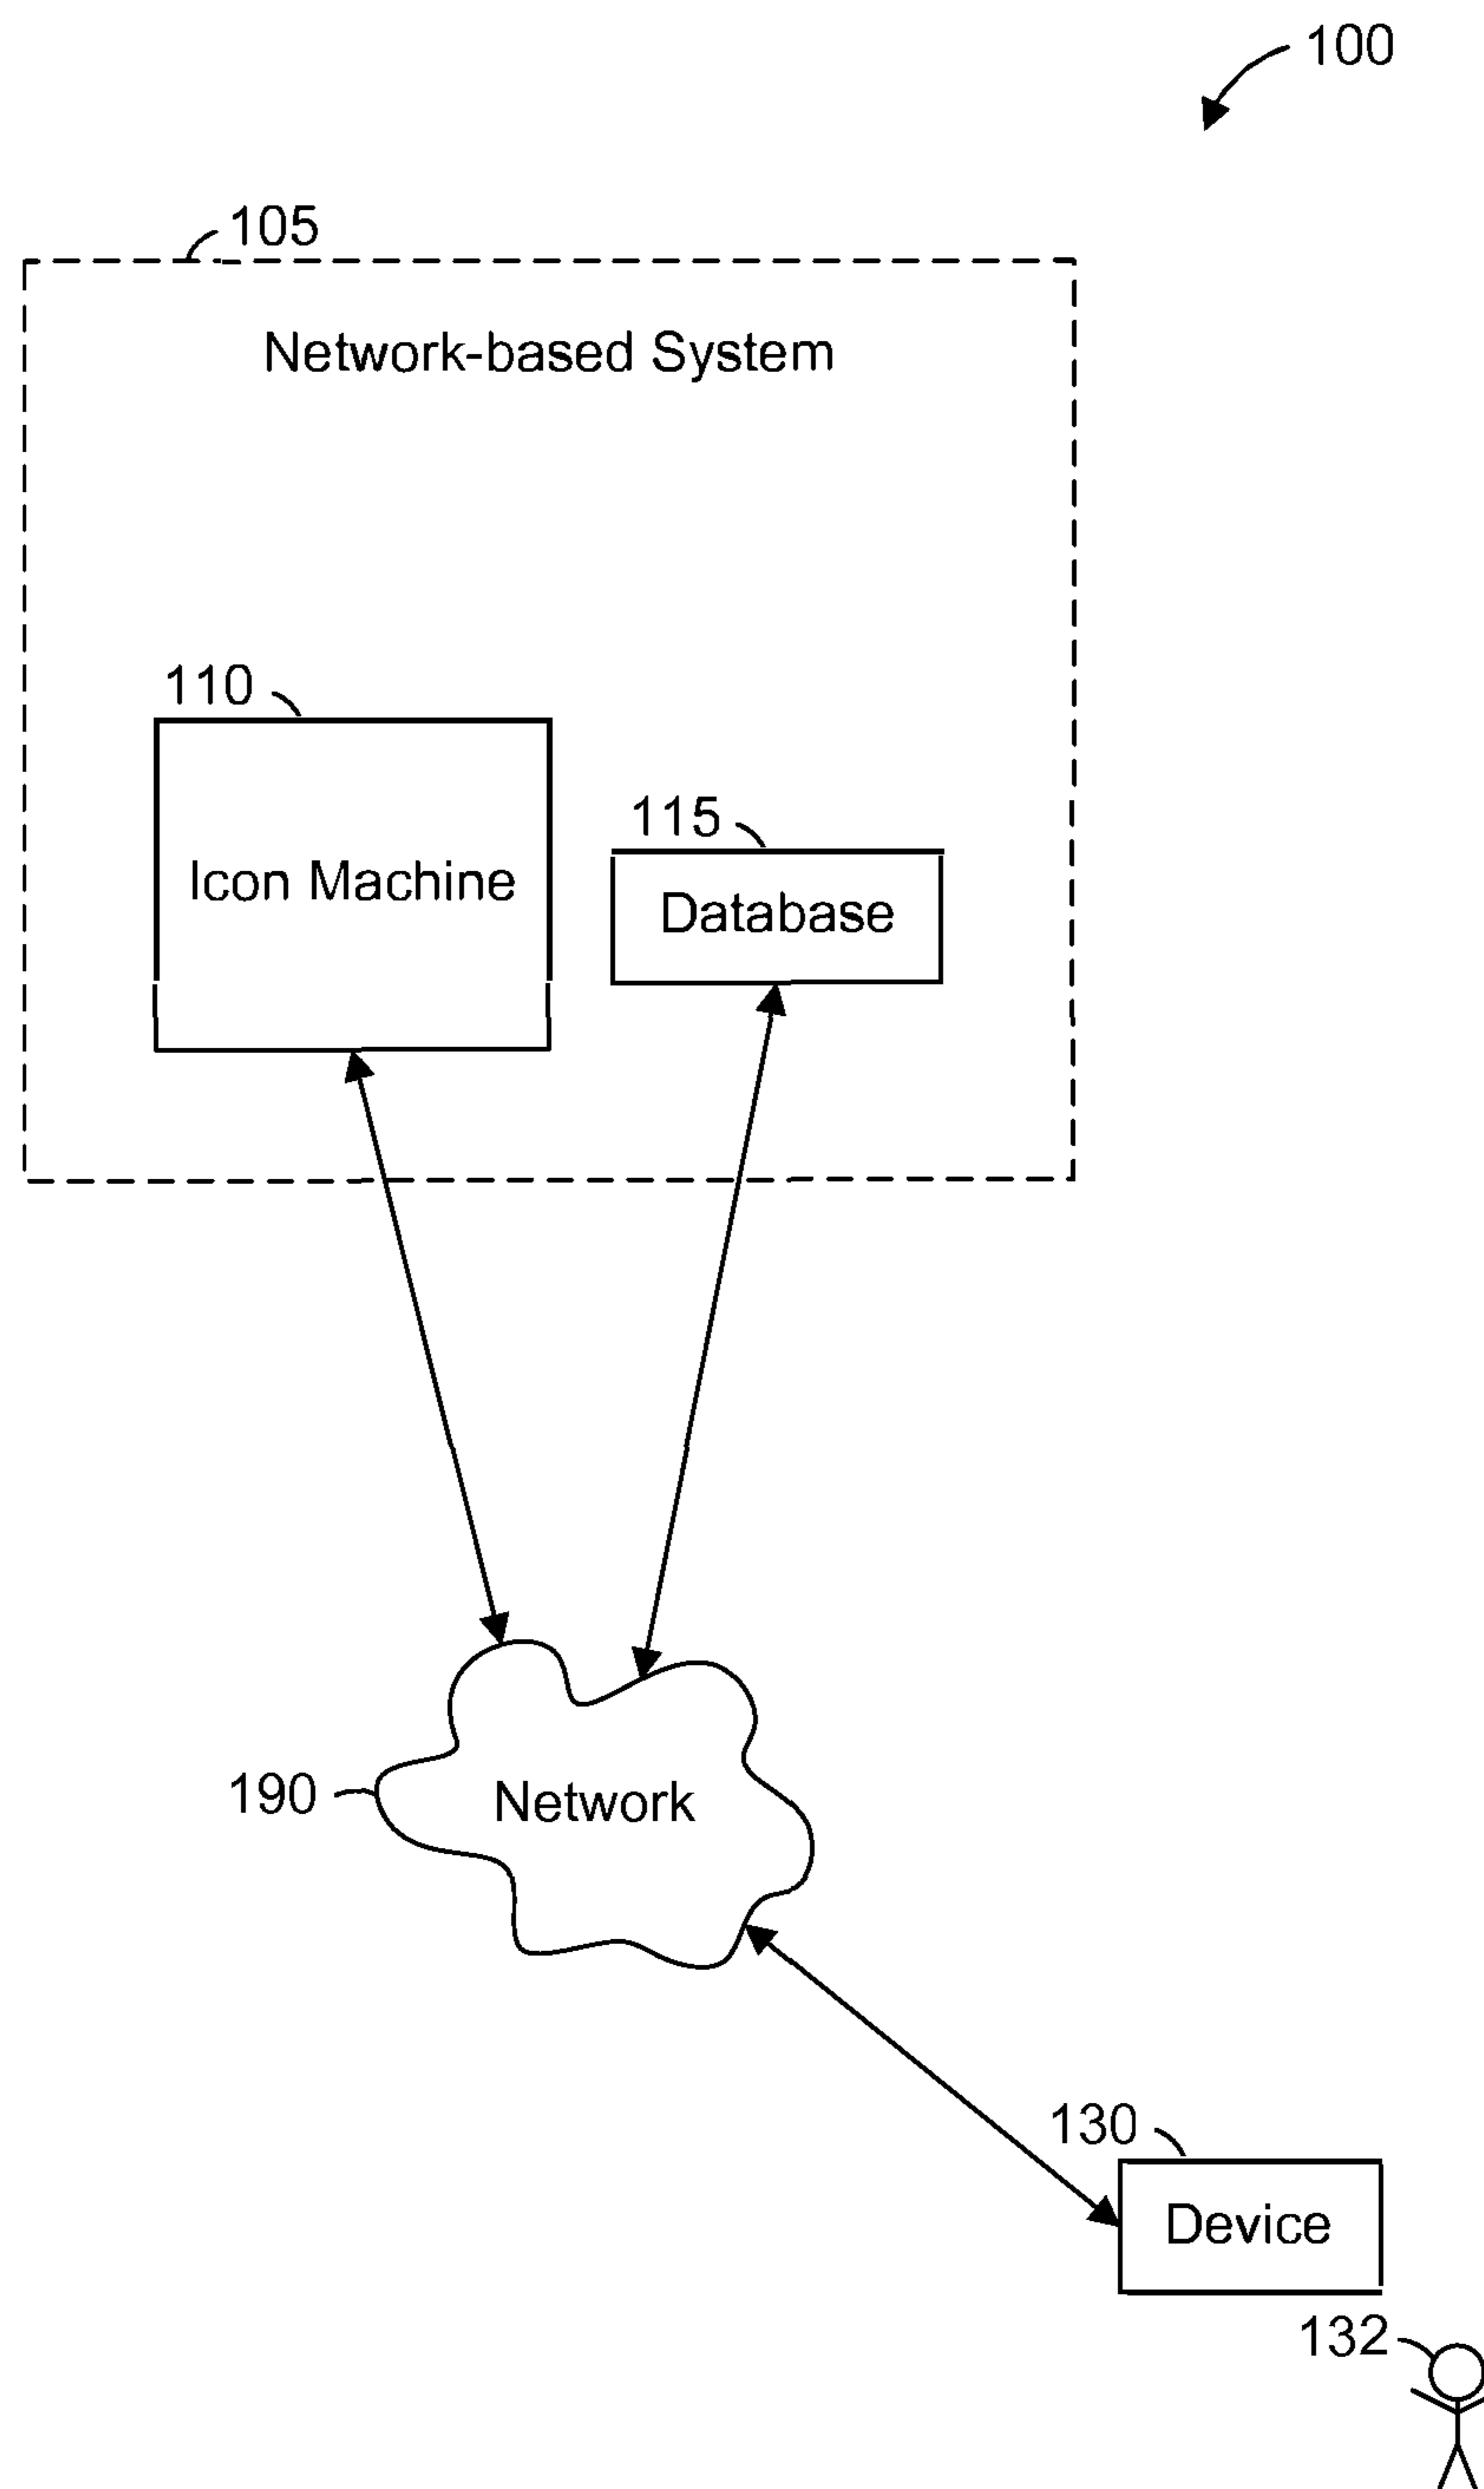 100
105
Network-based System
110
115
Icon Machine
Database
190
Network
130
Device
132